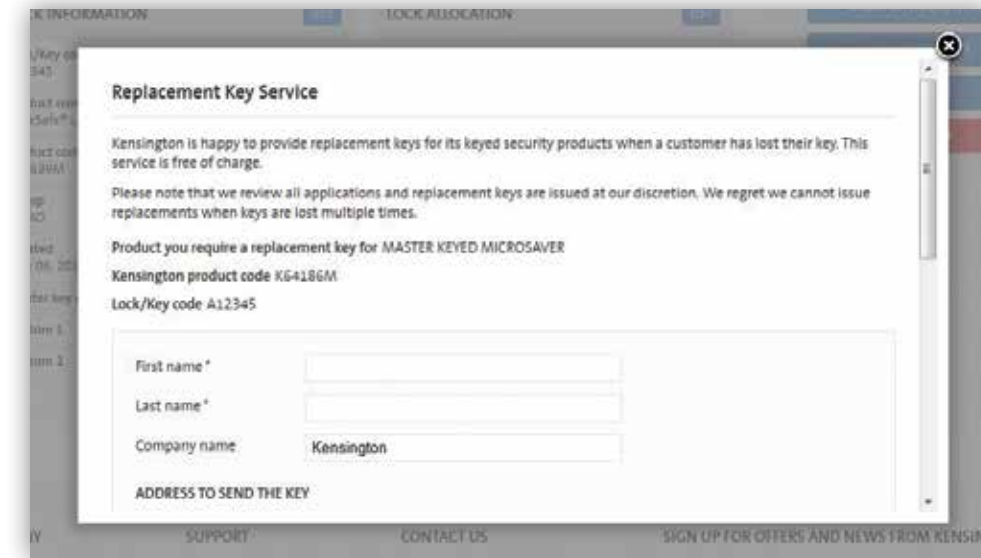 K INFORMATION
LOCK ALLOCATION
Replacement Key Service
Kensington is happy to provide replacement keys for its keyed security products when a customer has lost their key. This
service is free of charge.
Please note that we review all applications and replacement keys are issued at our discretion. We regret we cannot issue
replacements when keys are lost multiple times.
Product you require a replacement key for MASTER KEYED MICROSAVER
Kensington product code K64186M
Lock/Key code A12345
First name *
Last name *
Company name Kensington
ADDRESS TO SEND THE KEY
SUPPORT CONTACT US SIGN UP FOR OFFERS AND NEWS FROM KENSIN